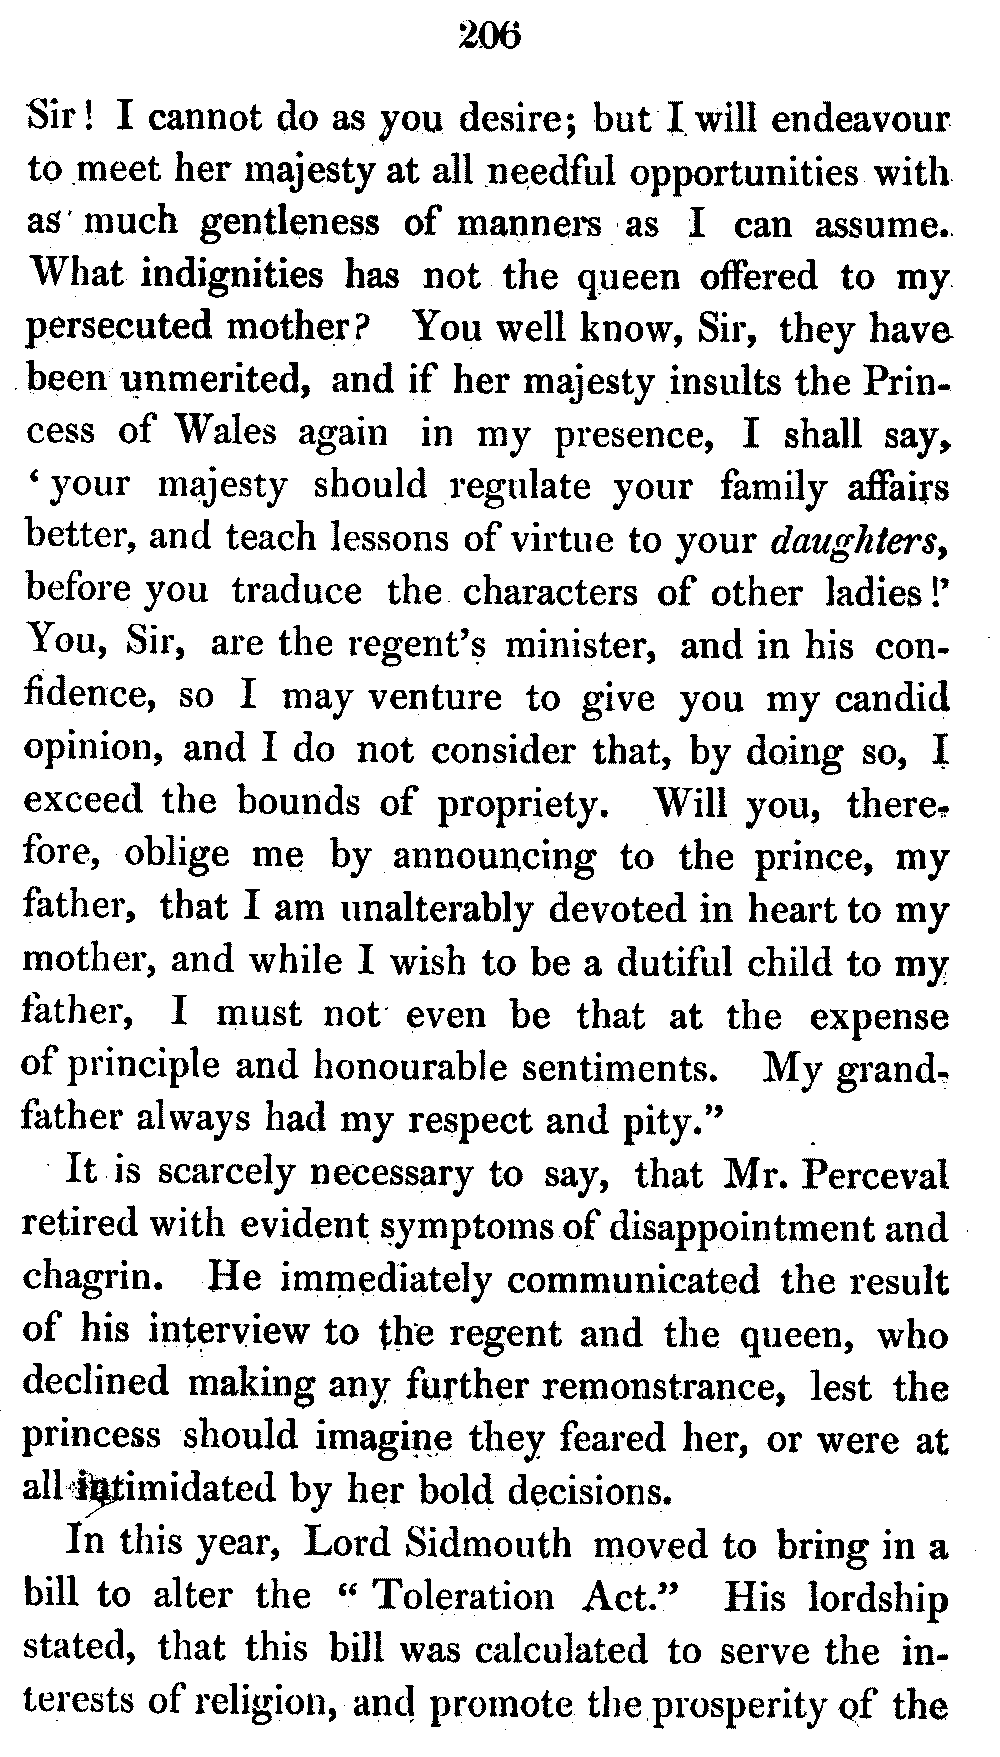 206
Sir! I cannot do as you desire; but I will endeavour
to meet her majesty at all needful opportunities with
as much gentleness of manners as I can assume.
What indignities has not the queen offered to my
persecuted mother? You well know, Sir, they have
been unmerited, and if her majesty insults the Prin-
cess of Wales again in my presence, I shall say,
‘your majesty should regulate your family affairs
better, and teach lessons of virtue to your daughters,
before you traduce the characters of other ladies!’
You, Sir, are the regent’s minister, and in his con-
fidence, so I may venture to give you my candid
opinion, and I do not consider that, by doing so, I
exceed the bounds of propriety. Will you, there-
fore, oblige me by announcing to the prince, my
father, that I am unalterably devoted in heart to my
mother, and while I wish to be a dutiful child to my
father, I must not even be that at the expense
of principle and honourable sentiments. My grand-
father always had my respect and pity.”
It is scarcely necessary to say, that Mr. Perceval
retired with evident symptoms of disappointment and
chagrin. He immediately communicated the result
of his interview to the regent and the queen, who
declined making any further remonstrance, lest the
princess should imagine they feared her, or were at
all intimidated by her bold decisions.
In this year, Lord Sidmouth moved to bring in a
bill to alter the “Toleration Act.” His lordship
stated, that this bill was calculated to serve the in-
terests of religion, and promote the prosperity of the